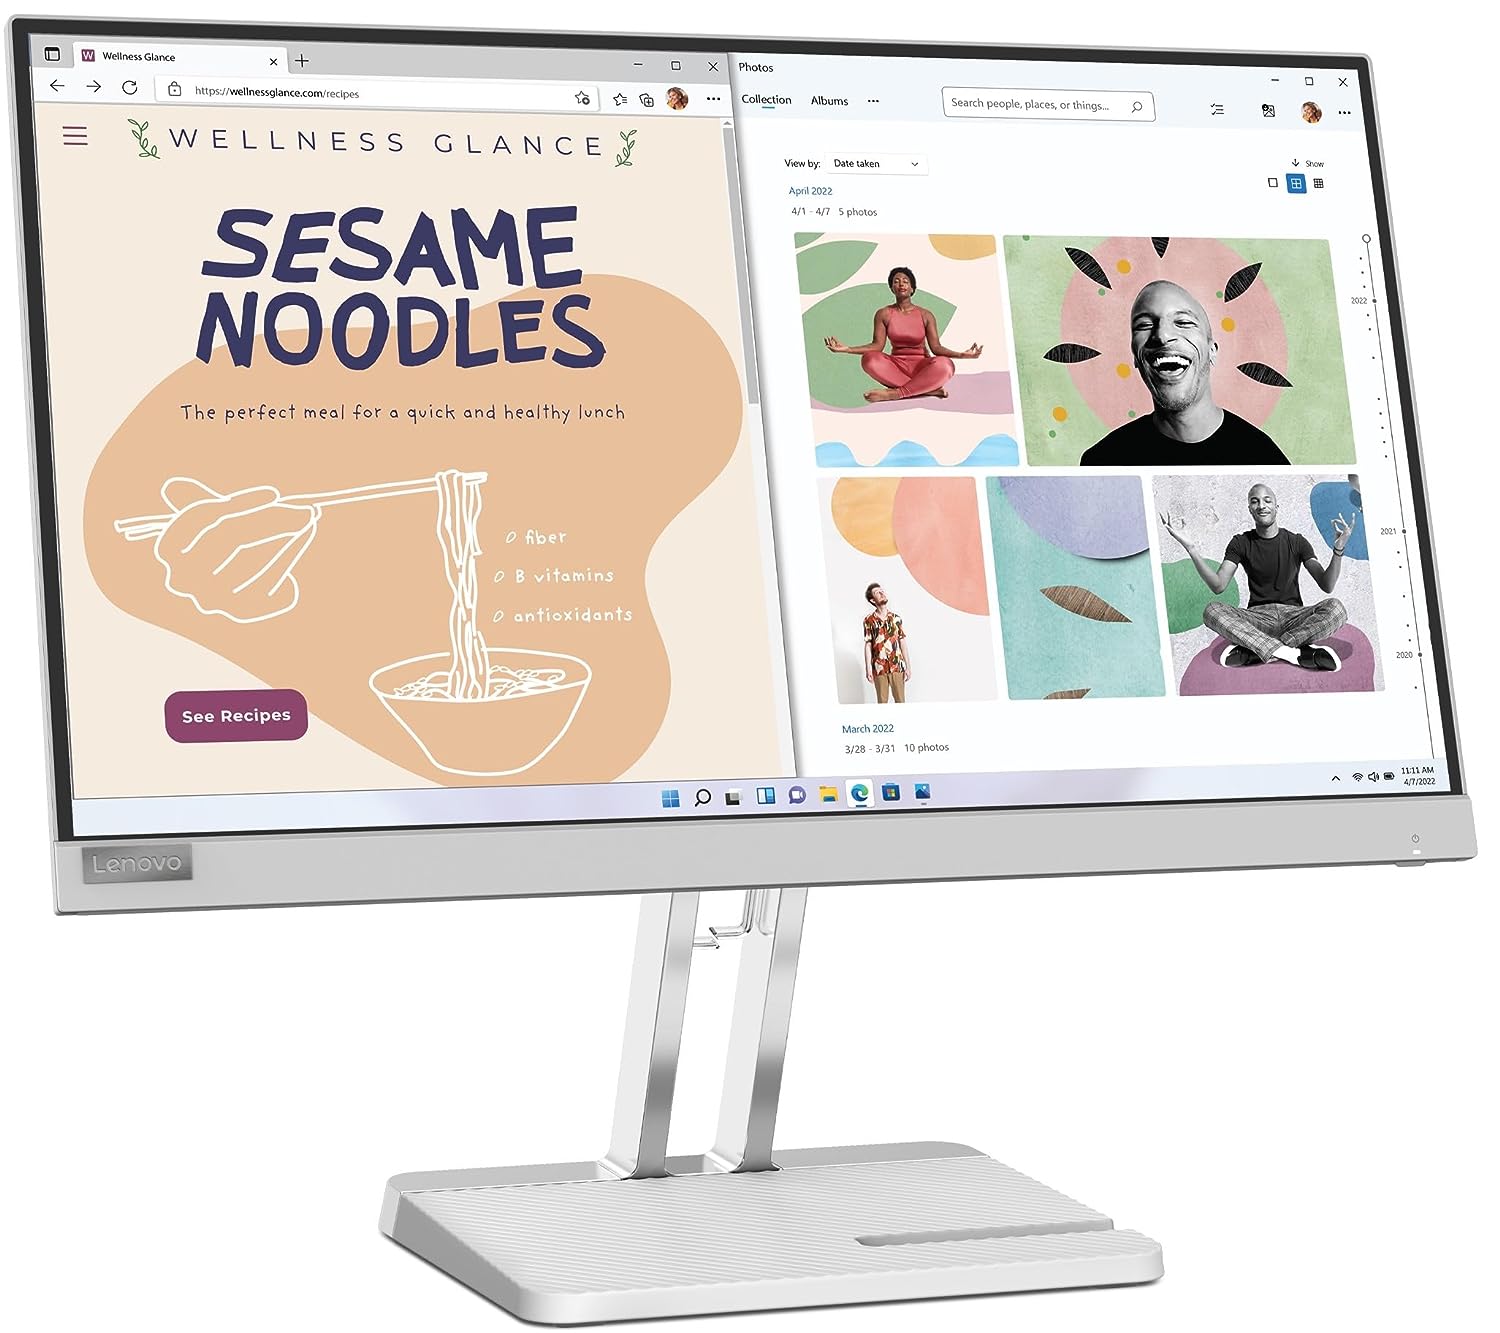 W Wellness Glance
https://wellnessglance.com/recipes
WELLNESS GLANCE
SESAME
NOODLES
The perfect meal for a quick and healthy lunch
fiber
B vitamins
antioxidants
See Recipes
Photos
Collection Albums
Search people, places, or things...
View by: Date taken
Show
April 2022
4/1 - 4/7 5 photos
2022
2021
2020
March 2022
3/28 - 3/31 10 photos
11:11 AM
4/7/2022
Lenovo